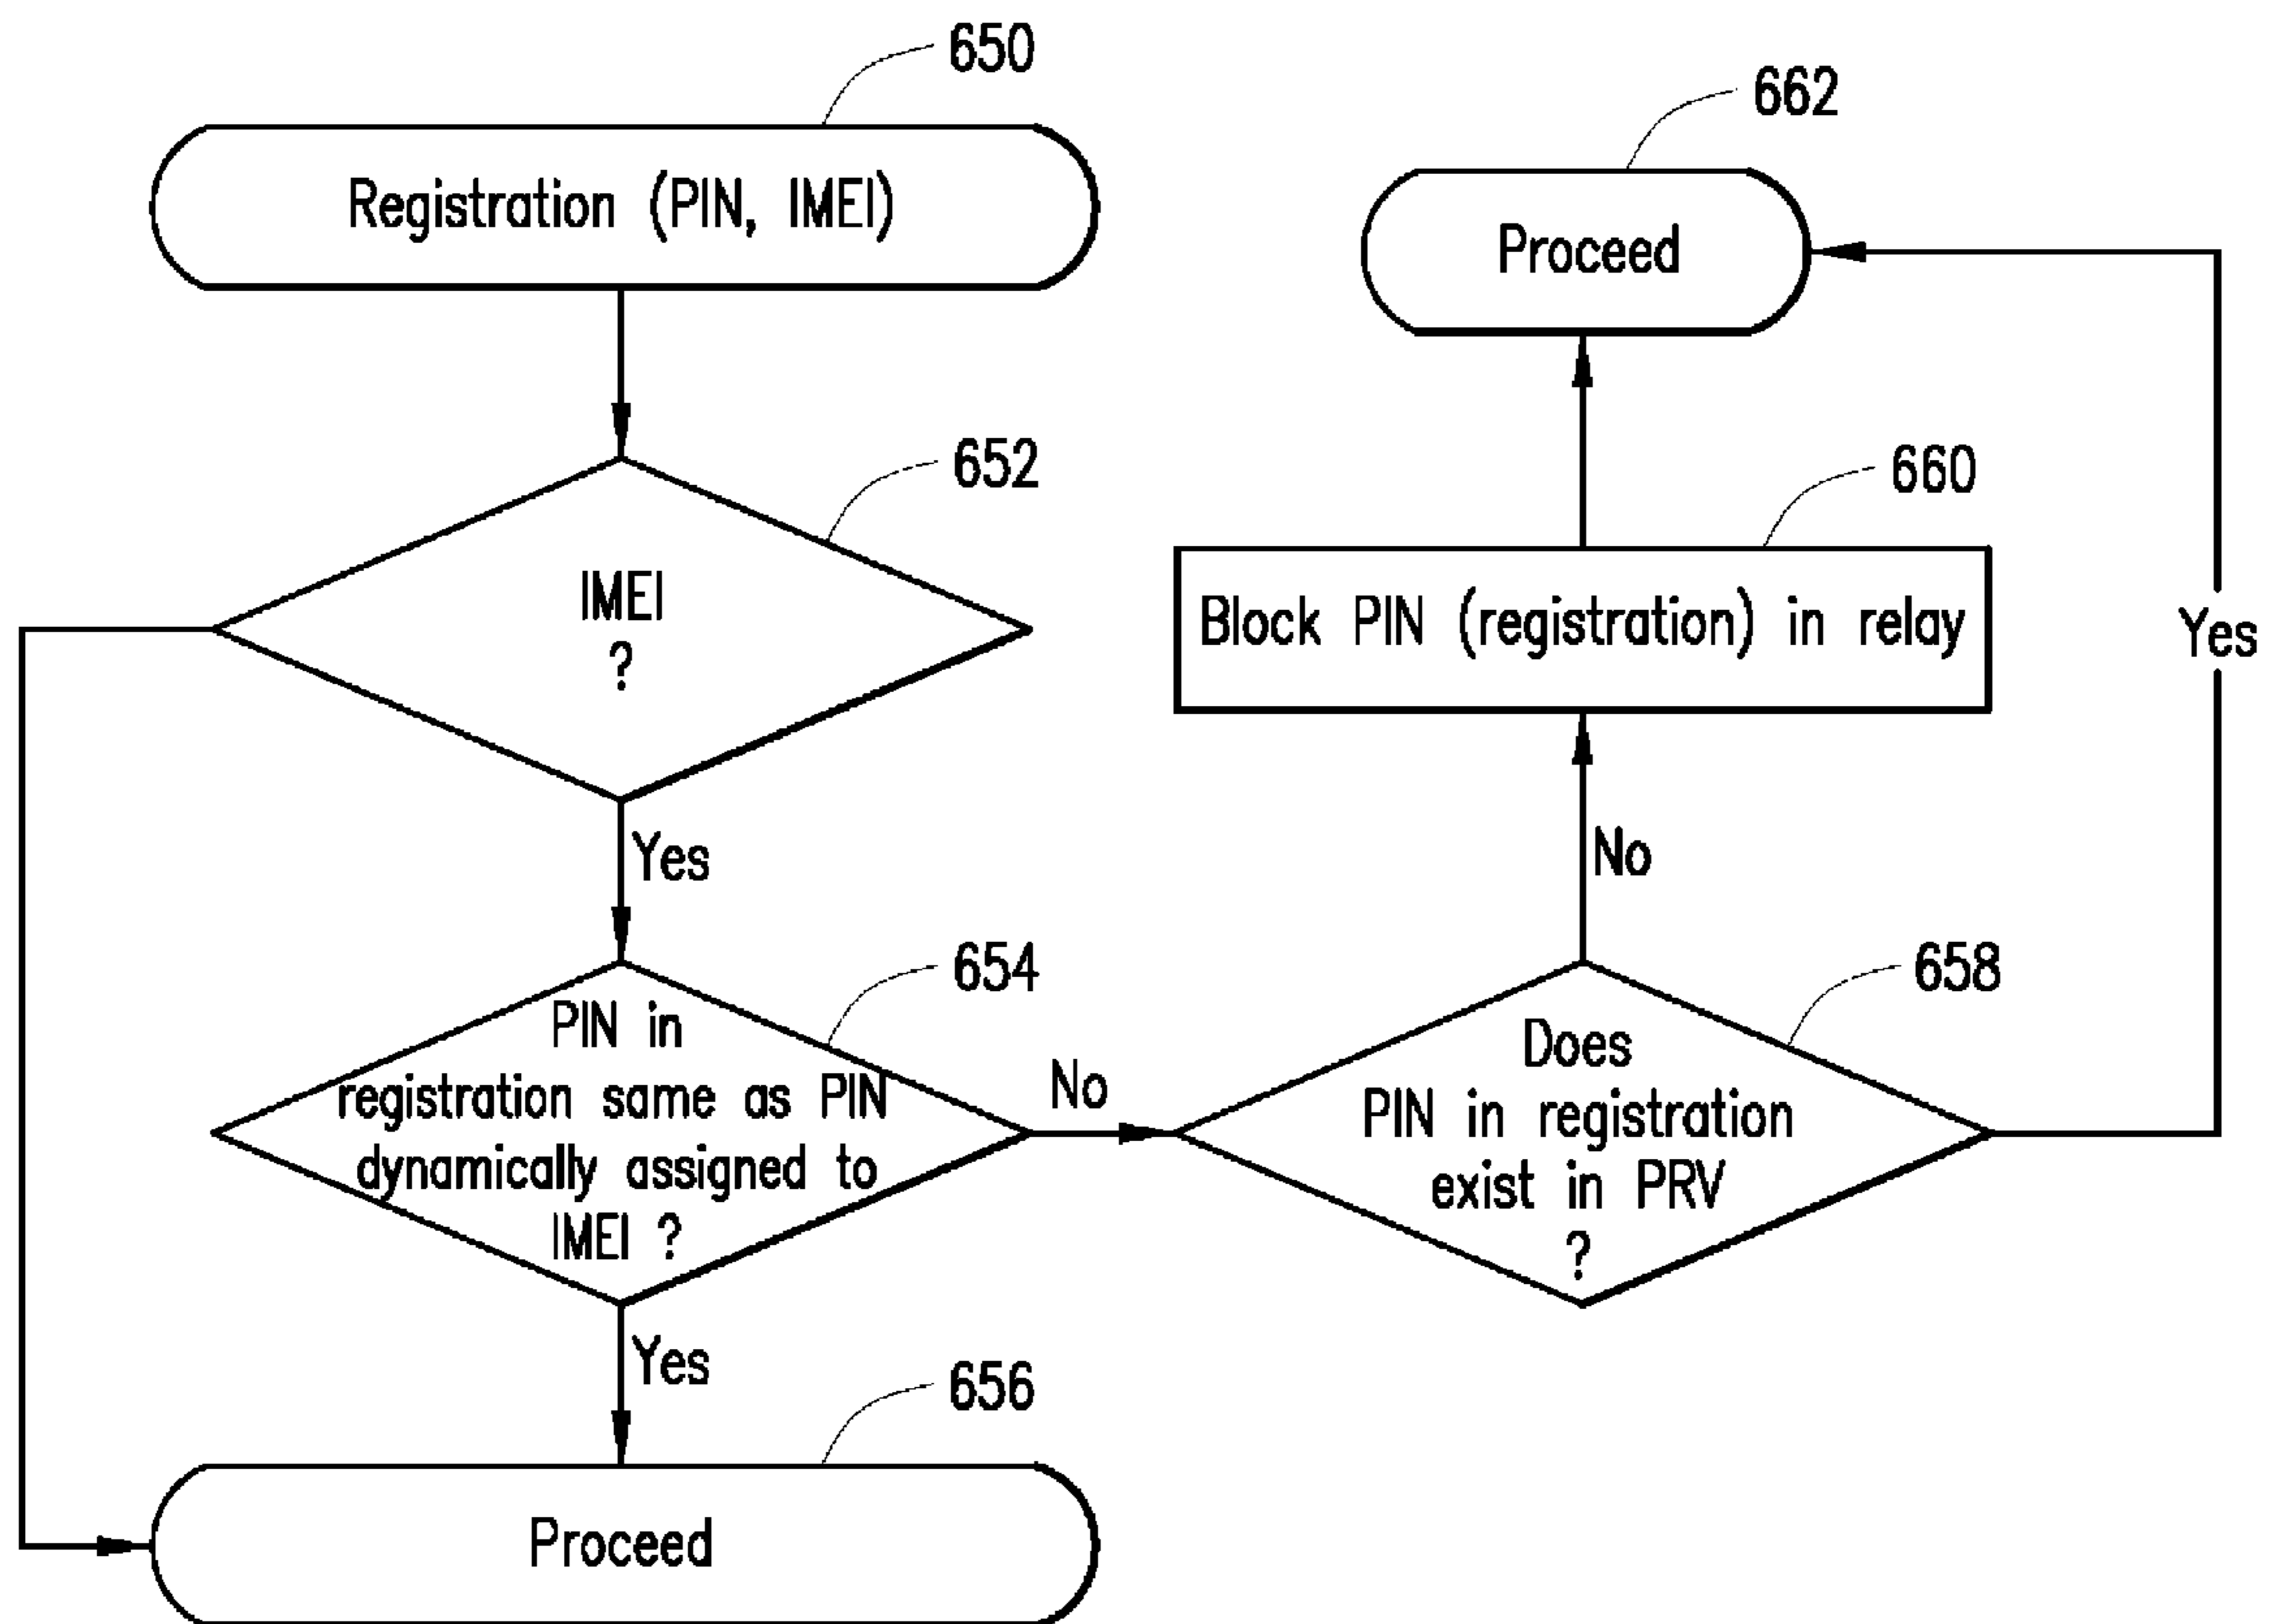 650
Registration (PIN, IMEI)
652
IMEI
?
Yes
654
PIN in
registration same as PIN
dynamically assigned to
IMEI ?
No
Yes
656
Proceed
662
Proceed
660
Block PIN (registration) in relay
Yes
No
658
Does
PIN in registration
exist in PRV
?